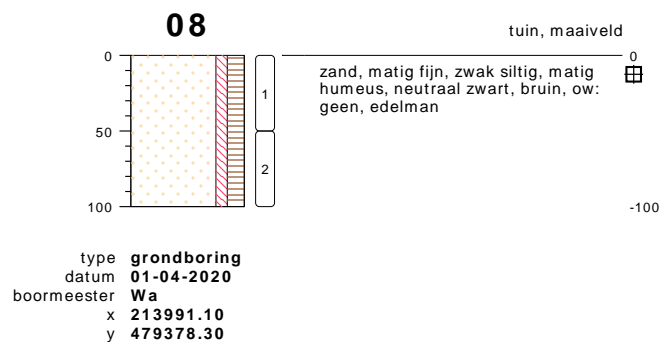 08
tuin, maaiveld
0
0
zand, matig fijn, zwak siltig, matig
humeus, neutraal zwart, bruin, ow:
geen, edelman
1
50
2
100
-100
type grondboring
datum 01-04-2020
boormeester Wa
x 213991.10
y 479378.30